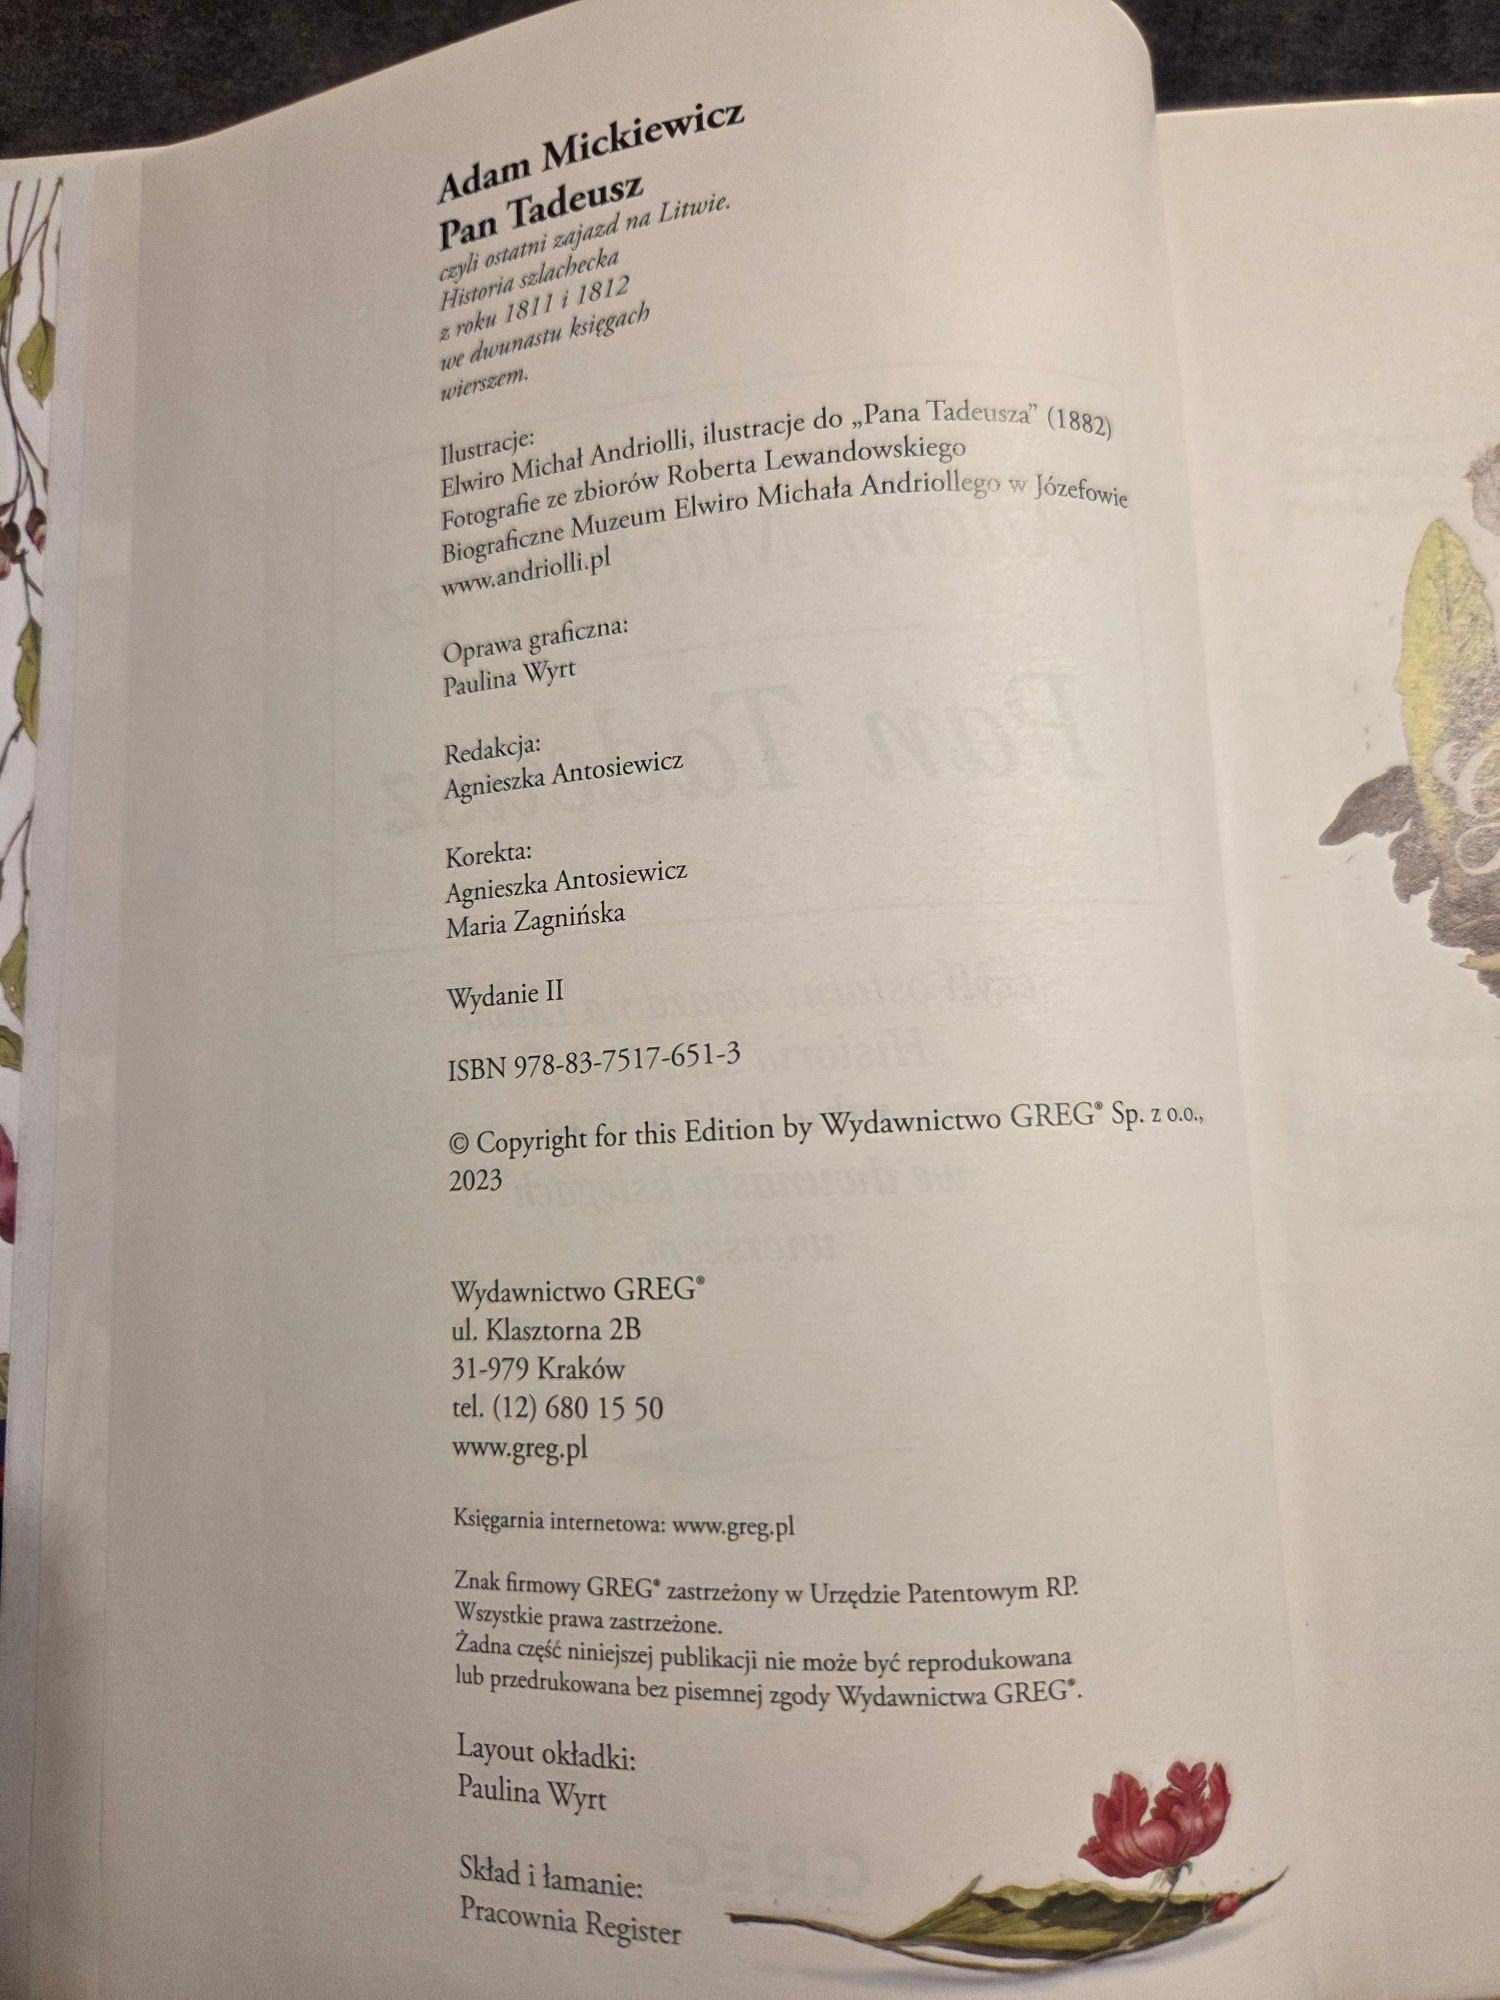 Adam Mickiewicz
Pan Tadeusz
czyli ostatni zajazd na Litwie.
Historia szlachecka
z roku 1811 i 1812
we dwunastu księgach
wierszem.
Ilustracje:
Elwiro Michał Andriolli, ilustracje do „Pana Tadeusza” (1882)
Fotografie ze zbiorów Roberta Lewandowskiego
Biograficzne Muzeum Elwiro Michała Andriollego w Józefowie
www.andriolli.pl
Oprawa graficzna:
Paulina Wyrt
Redakcja:
Agnieszka Antosiewicz
Korekta:
Agnieszka Antosiewicz
Maria Zagnińska
Wydanie II
ISBN 978-83-7517-651-3
© Copyright for this Edition by Wydawnictwo GREG® Sp. z o.o.,
2023
Wydawnictwo GREG®
ul. Klasztorna 2B
31-979 Kraków
tel. (12) 680 15 50
www.greg.pl
Księgarnia internetowa: www.greg.pl
Znak firmowy GREG® zastrzeżony w Urzędzie Patentowym RP.
Wszystkie prawa zastrzeżone.
Żadna część niniejszej publikacji nie może być reprodukowana
lub przedrukowana bez pisemnej zgody Wydawnictwa GREG®.
Layout okładki:
Paulina Wyrt
Skład i łamanie:
Pracownia Register